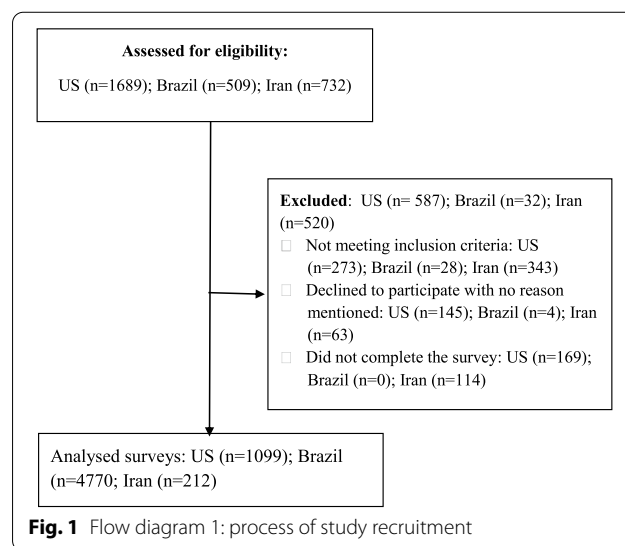 Assessed for eligibility:
US (n=1689); Brazil (n=509); Iran (n=732)
Excluded: US (n= 587); Brazil (n=32); Iran
(n=520)
Not meeting inclusion criteria: US
(n=273); Brazil (n=28); Iran (n=343)
Declined to participate with no reason
mentioned: US (n=145); Brazil (n=4); Iran
(n=63)
Did not complete the survey: US (n=169);
Brazil (n=0); Iran (n=114)
Analysed surveys: US (n=1099); Brazil
(n=4770; Iran (n=212)
Fig. 1 Flow diagram 1: process of study recruitment